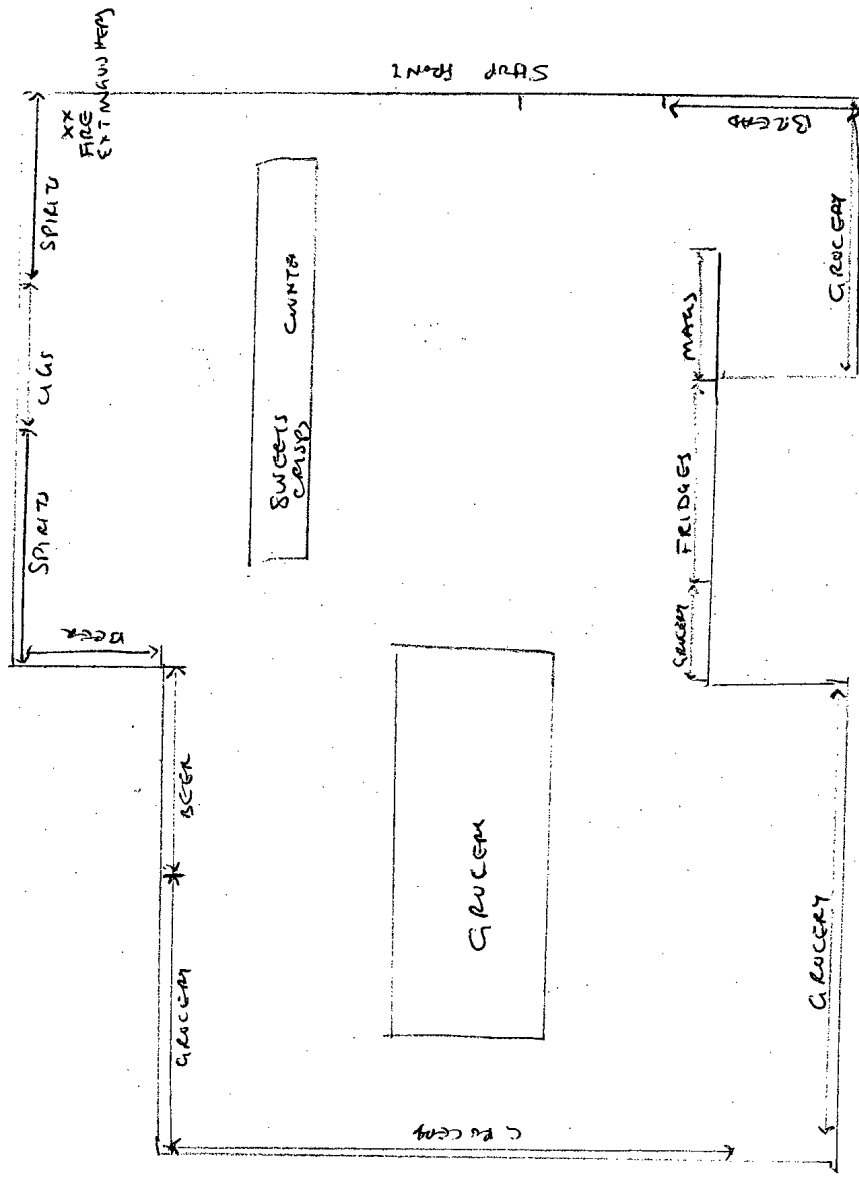 SHOP FRONT
XX
FIRE
EXTINGUISHERS
SPIRITS
CIGS
SPIRITS
BEER
BEER
GROCERY
SWEETS
CRISPS
COUNTER
BREAD
GROCERY
MAGS
FRIDGES
GROCERY
GROCERY
GROCERY
GROCERY